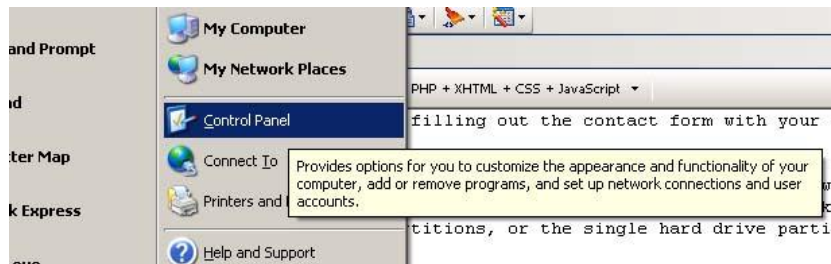 and Prompt
ter Map
k Express
My Computer
My Network Places
Control Panel
Connect To
Printers and
Help and Support
Provides options for you to customize the appearance and functionality of your
computer, add or remove programs, and set up network connections and user
accounts.
PHP + XHTML + CSS + JavaScript
filling out the contact form with your
titions, or the single hard drive parti